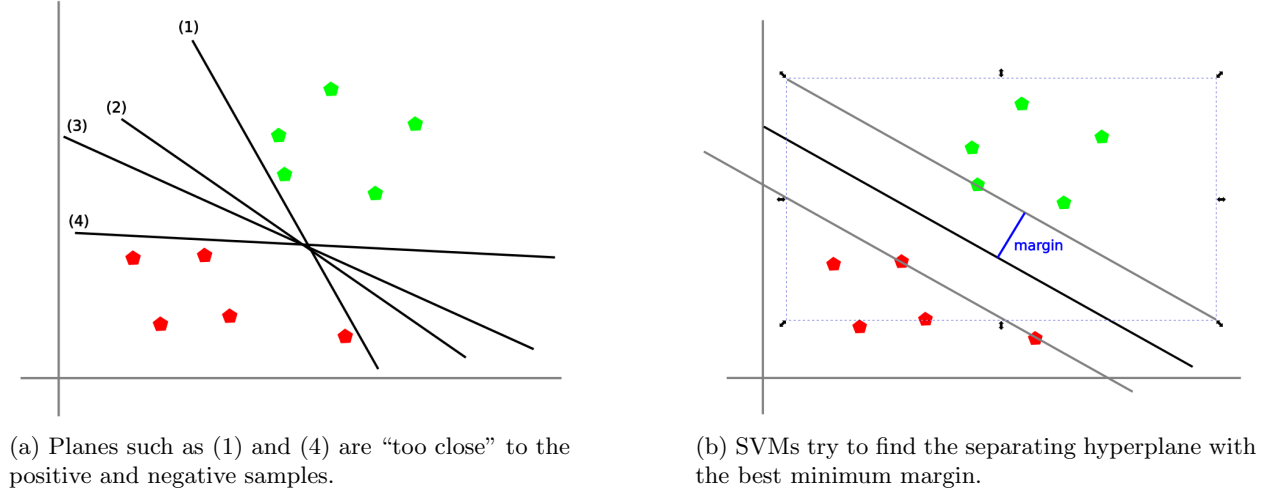 (1)
(2)
(3)
(4)
margin
(a) Planes such as (1) and (4) are “too close” to the
positive and negative samples.
(b) SVMs try to find the separating hyperplane with
the best minimum margin.